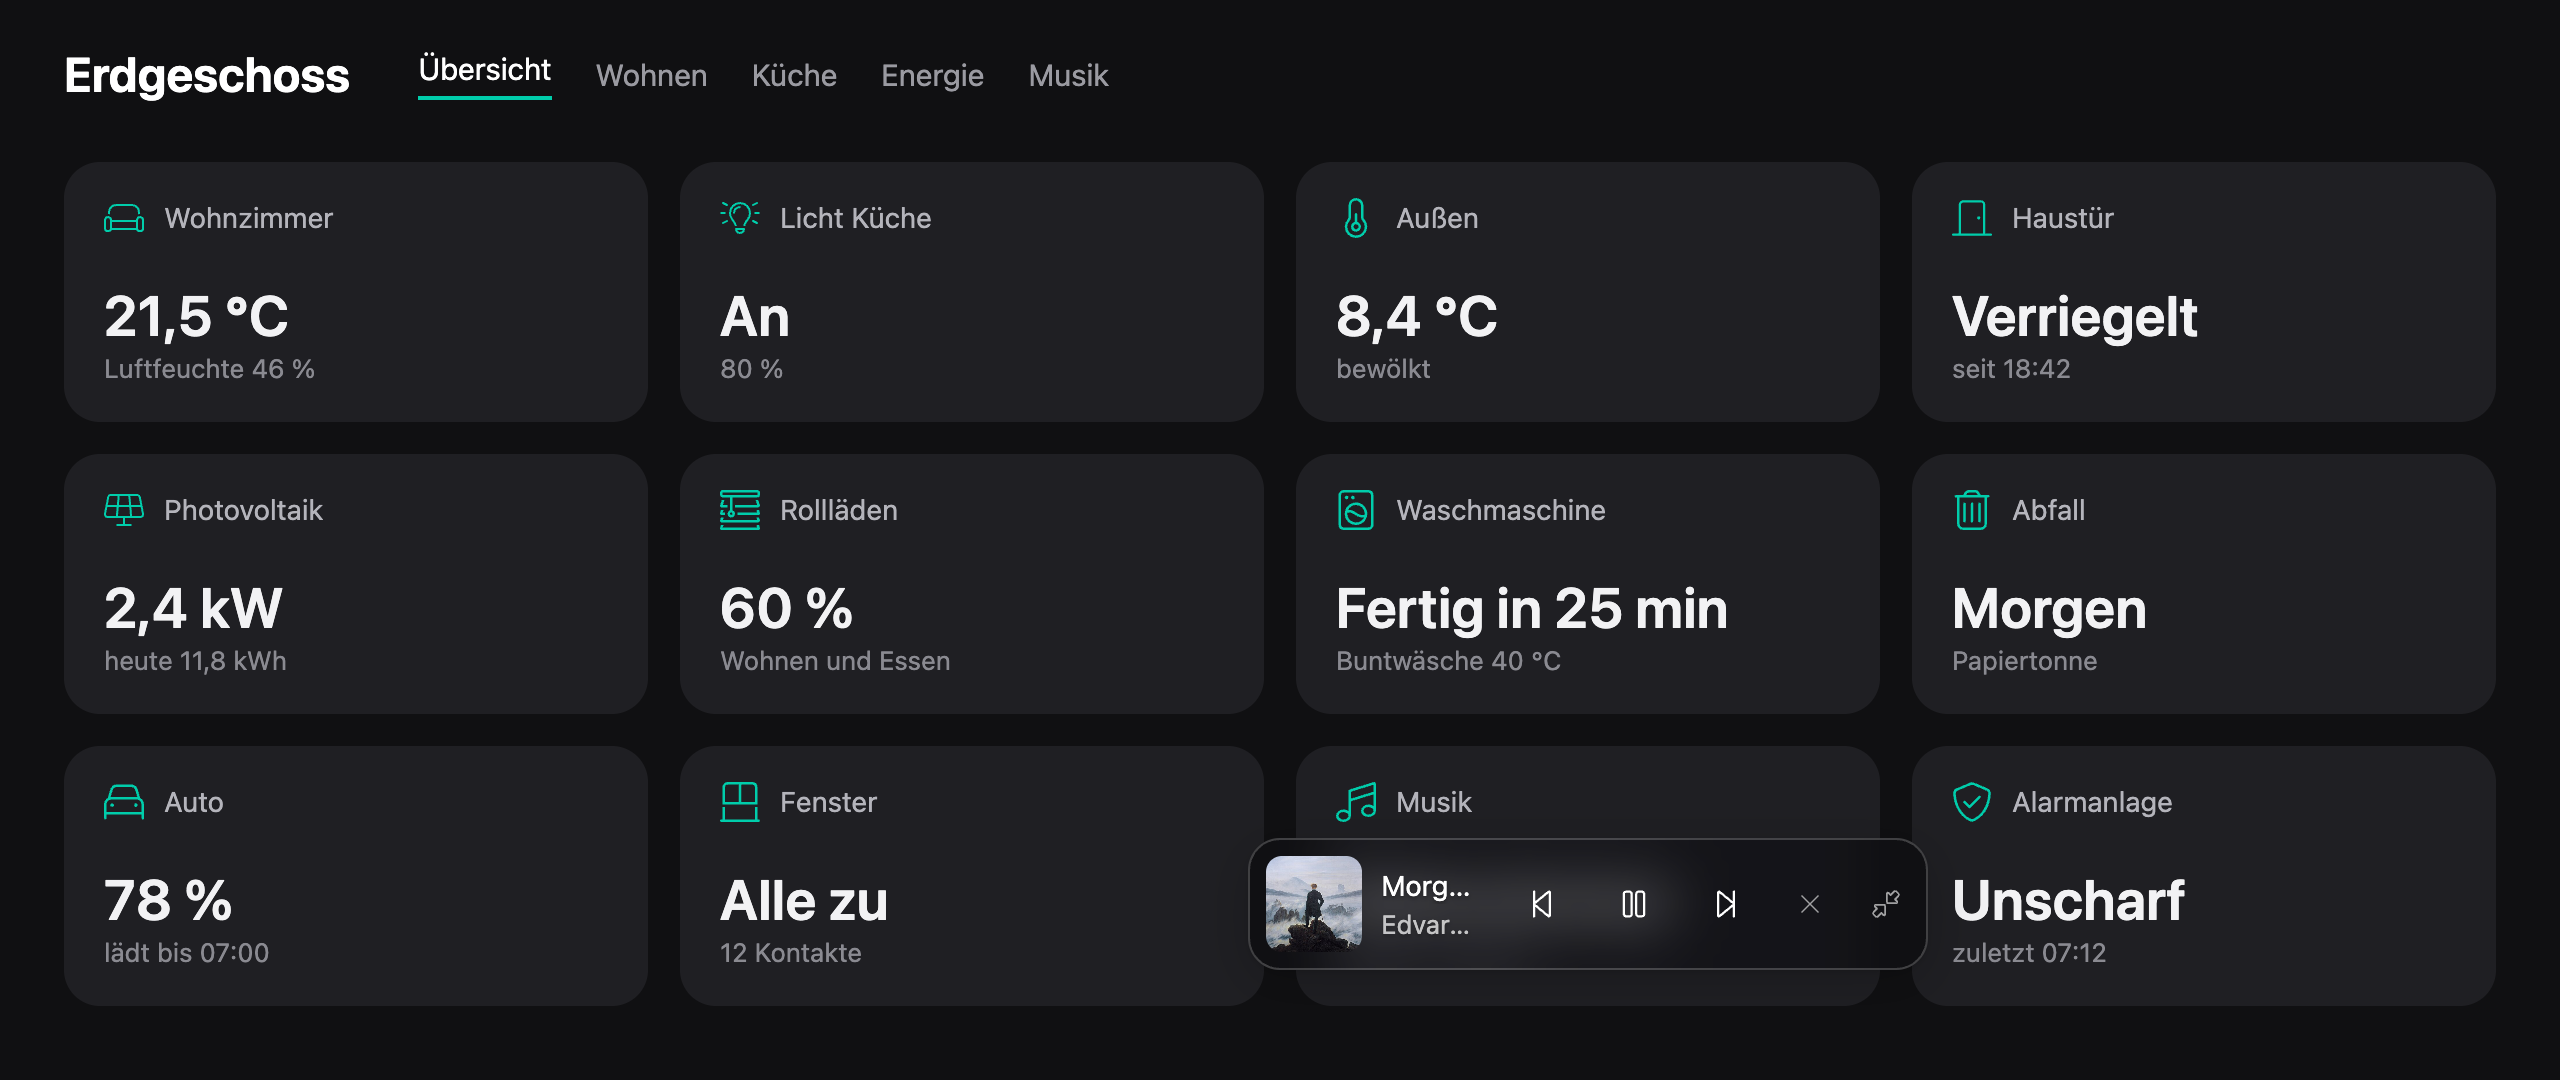 Erdgeschoss
Übersicht
Wohnen
Küche
Energie
Musik
Wohnzimmer
21,5 °C
Luftfeuchte 46 %
Licht Küche
An
80 %
Außen
8,4 °C
bewölkt
Haustür
Verriegelt
seit 18:42
Photovoltaik
2,4 kW
heute 11,8 kWh
Rollläden
60 %
Wohnen und Essen
Waschmaschine
Fertig in 25 min
Buntwäsche 40 °C
Abfall
Morgen
Papiertonne
Auto
78 %
lädt bis 07:00
Fenster
Alle zu
12 Kontakte
Musik
Morg...
Edvar...
Alarmanlage
Unscharf
zuletzt 07:12